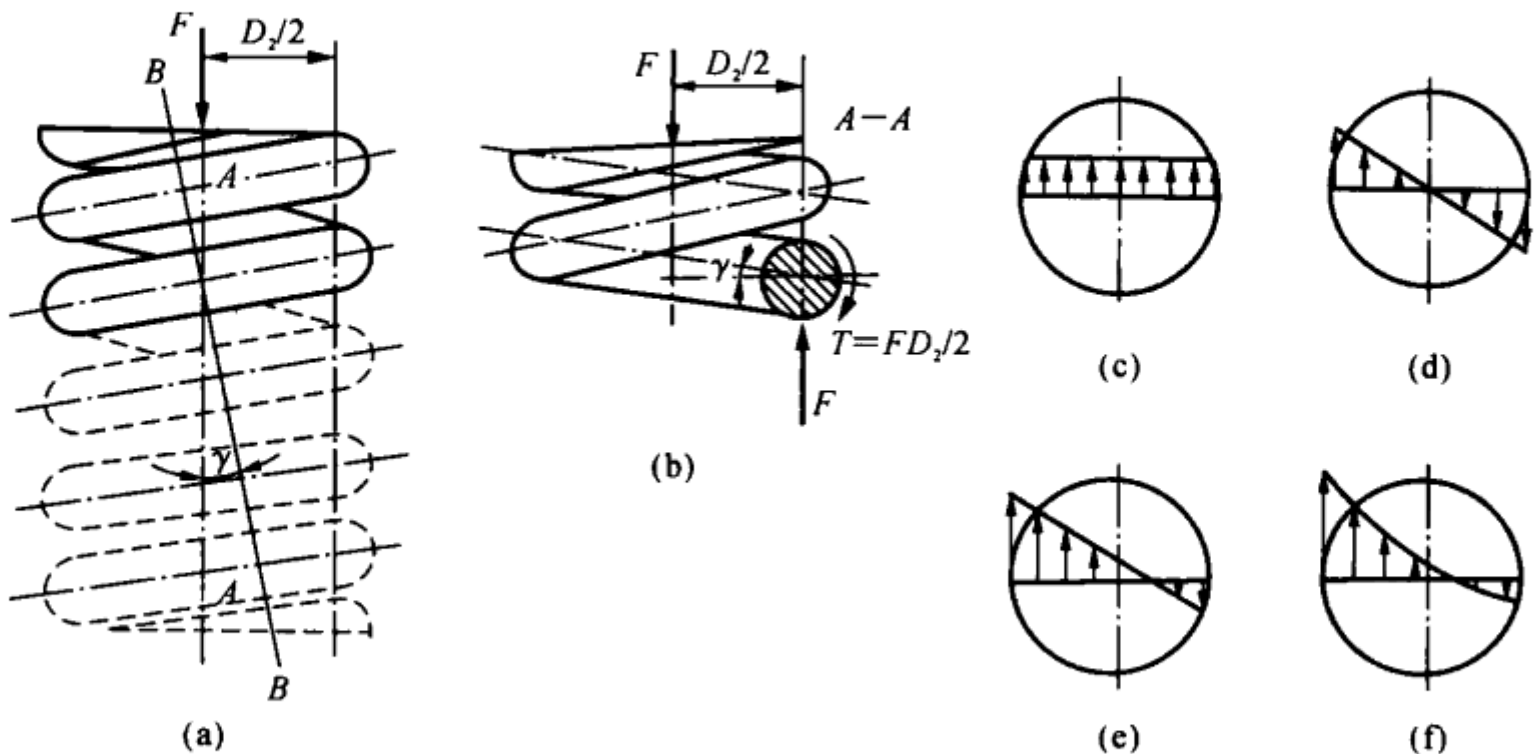 F
D₂/2
B
A
γ
A
B
(a)
F
D₂/2
A—A
γ
T=FD₂/2
F
(b)
(c)
(d)
(e)
(f)